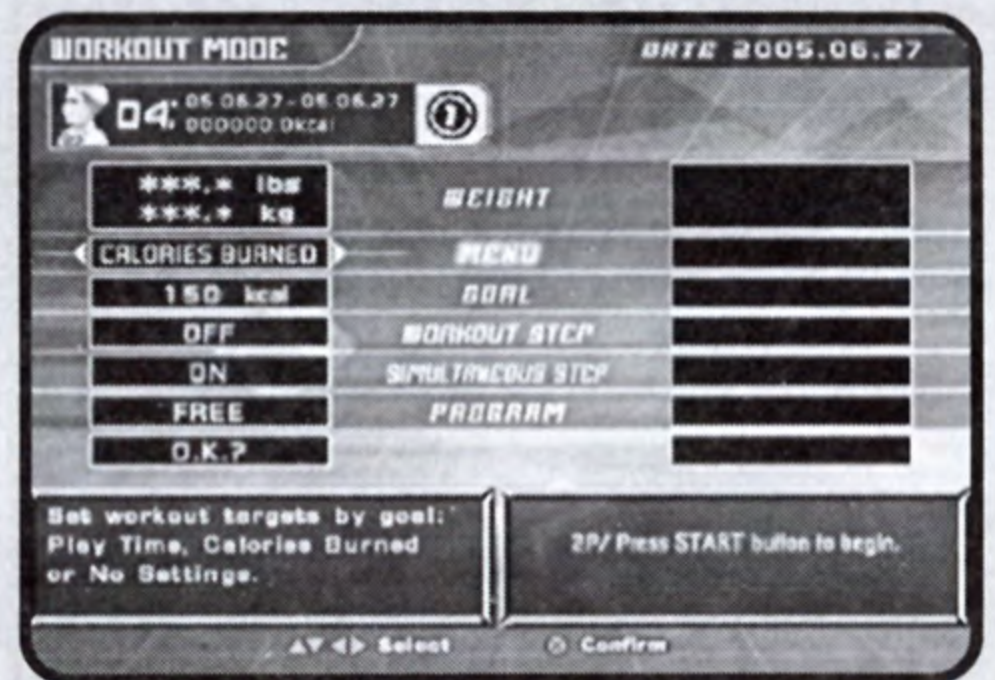 WORKOUT MODE
DATE 2005.06.27
04: 05.06.27-05.06.27
000000.0kcal
***.* lbs
***.* kg
WEIGHT
CALORIES BURNED
MENU
150 kcal
GOAL
OFF
WORKOUT STEP
ON
SIMULTANEOUS STEP
FREE
PROGRAM
O.K.?
Set workout targets by goal:
Play Time, Calories Burned
or No Settings.
2P/ Press START button to begin.
▲▼◄► Select
Confirm